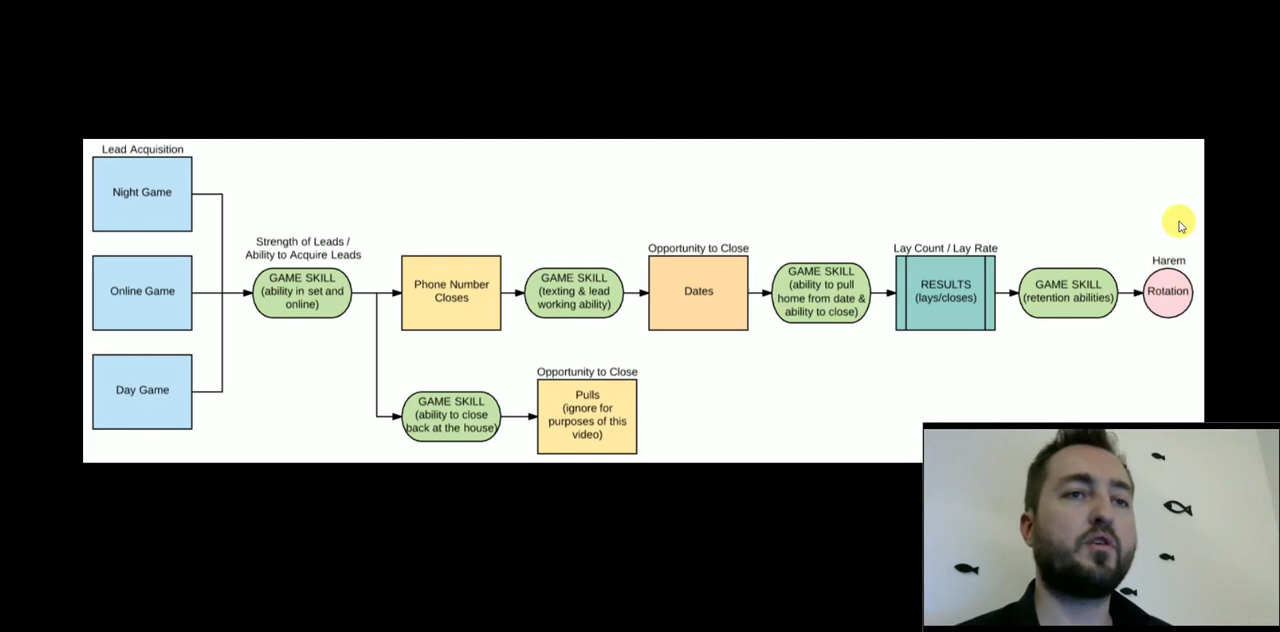 Lead Acquisition
Night Game
Online Game
Day Game
Strength of Leads /
Ability to Acquire Leads
GAME SKILL
(ability in set and
online)
Phone Number
Closes
GAME SKILL
(texting & lead
working ability)
Opportunity to Close
Dates
GAME SKILL
(ability to pull
home from date &
ability to close)
Lay Count / Lay Rate
RESULTS
(lays/closes)
GAME SKILL
(retention abilities)
Harem
Rotation
GAME SKILL
(ability to close
back at the house)
Opportunity to Close
Pulls
(ignore for
purposes of this
video)